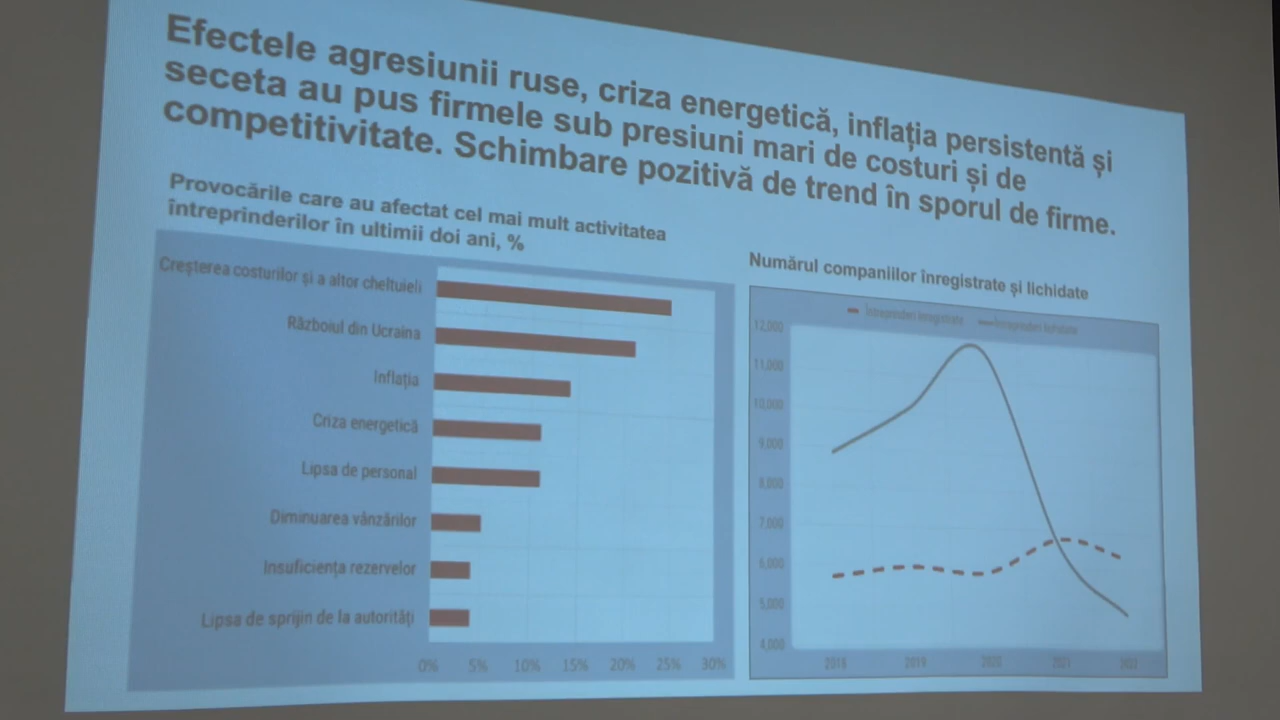 Efectele agresiunii ruse, criza energetică, inflația persistentă și
seceta au pus firmele sub presiuni mari de costuri și de
competitivitate. Schimbare pozitivă de trend în sporul de firme.
Provocările care au afectat cel mai mult activitatea
întreprinderilor în ultimii doi ani, %
Creșterea costurilor și a altor cheltuieli
Războiul din Ucraina
Inflația
Criza energetică
Lipsa de personal
Diminuarea vânzărilor
Insuficiența rezervelor
Lipsa de sprijin de la autorități
0% 5% 10% 15% 20% 25% 30%
Numărul companiilor înregistrate și lichidate
Întreprinderi înregistrate Întreprinderi lichidate
12,000
11,000
10,000
9,000
8,000
7,000
6,000
5,000
4,000
2018 2019 2020 2021 2022